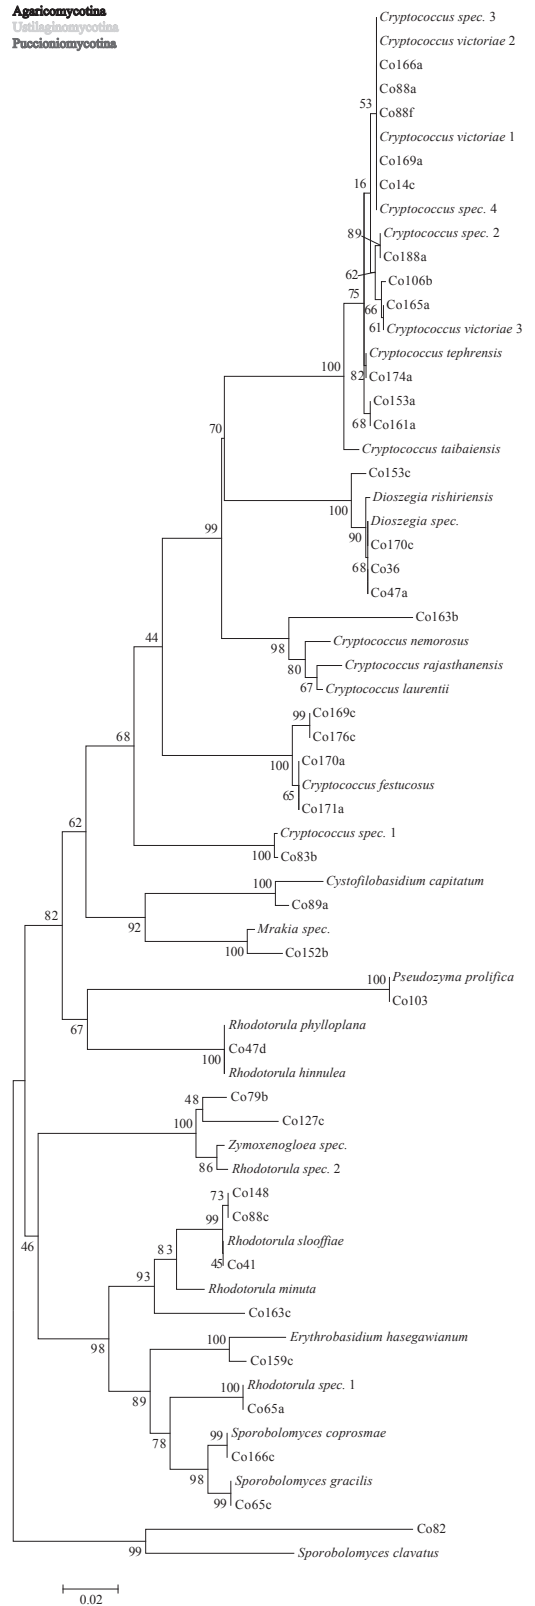 Agaricomycotina
Ustilaginomycotina
Pucciniomycotina
Cryptococcus spec. 3
Cryptococcus victoriae 2
Co166a
Co88a
53
Co88f
Cryptococcus victoriae 1
Co169a
16
Co14c
Cryptococcus spec. 4
89
Cryptococcus spec. 2
Co188a
62
Co106b
75
66
Co165a
61
Cryptococcus victoriae 3
Cryptococcus tephrensis
100
82
Co174a
Co153a
70
68
Co161a
Cryptococcus taibaiensis
Co153c
Dioszegia rishiriensis
100
Dioszegia spec.
99
90
Co170c
68
Co36
Co47a
Co163b
44
Cryptococcus nemorosus
98
80
Cryptococcus rajasthanensis
67
Cryptococcus laurentii
99
Co169c
68
Co176c
100
Co170a
Cryptococcus festucosus
65
Co171a
62
Cryptococcus spec. 1
100
Co83b
100
Cystofilobasidium capitatum
Co89a
82
92
Mrakia spec.
100
Co152b
100
Pseudozyma prolifica
Co103
67
Rhodotorula phylloplana
Co47d
100
Rhodotorula hinnulea
48
Co79b
100
Co127c
Zymoxenogloea spec.
86
Rhodotorula spec. 2
73
Co148
99
Co88c
46
83
Rhodotorula slooffiae
45
Co41
93
Rhodotorula minuta
Co163c
98
100
Erythrobasidium hasegawianum
Co159c
100
Rhodotorula spec. 1
89
Co65a
78
99
Sporobolomyces coprosmae
Co166c
98
Sporobolomyces gracilis
99
Co65c
Co82
99
Sporobolomyces clavatus
0.02